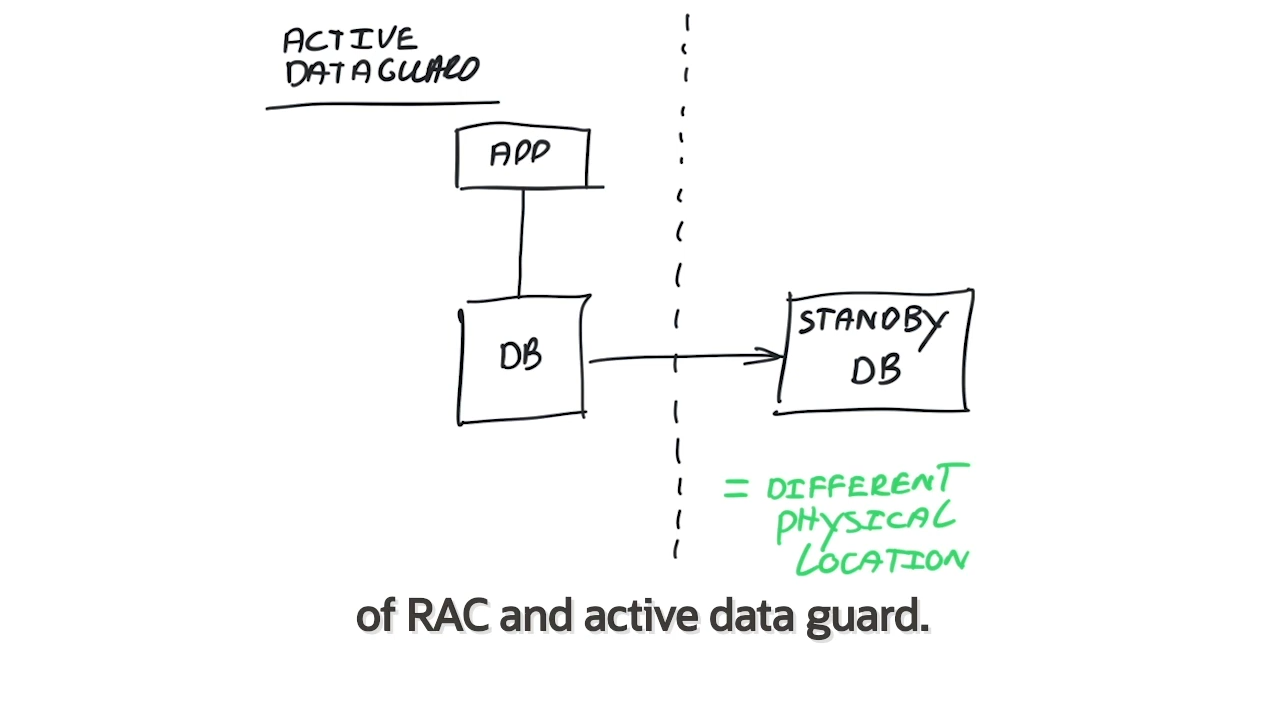 ACTIVE
DATAGUARD
APP
DB
STANDBY
DB
= DIFFERENT
PHYSICAL
LOCATION
of RAC and active data guard.